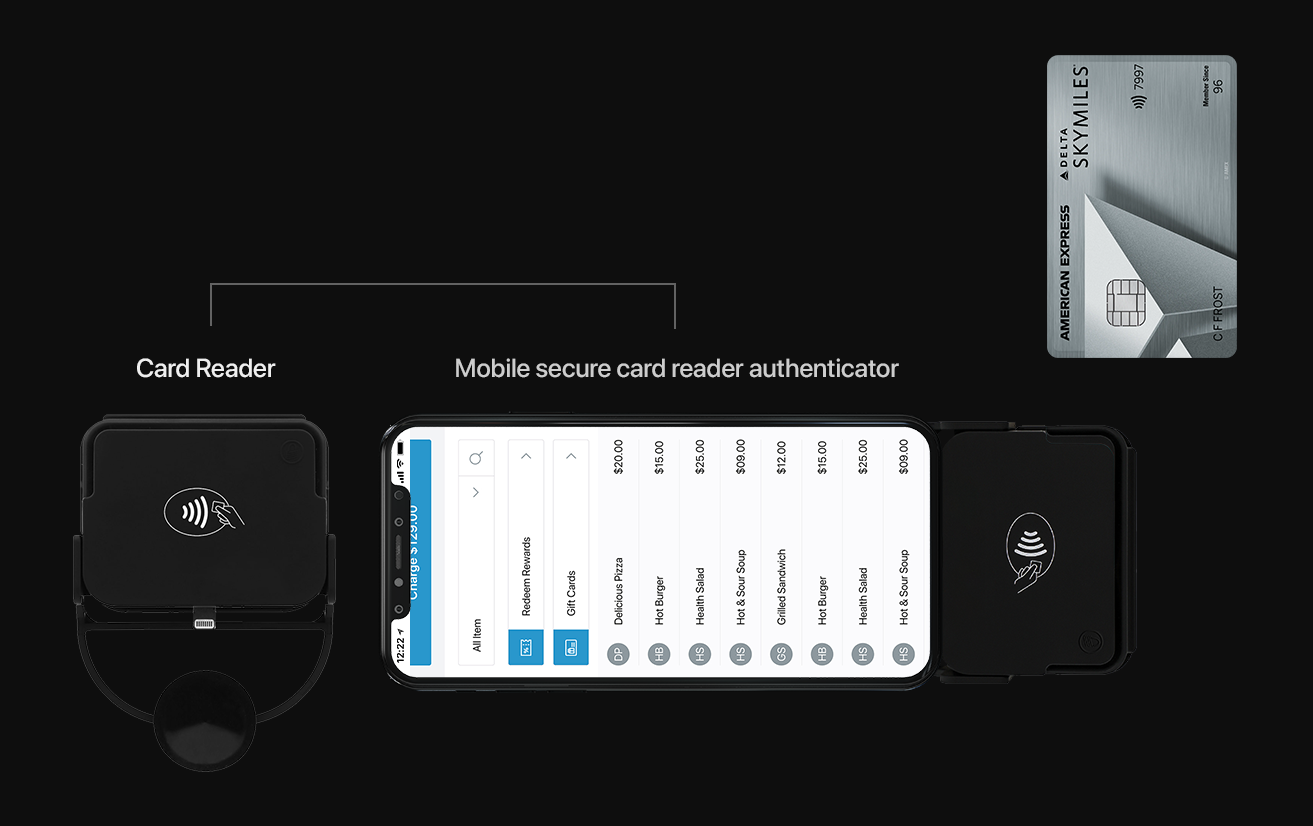 Card Reader
Mobile secure card reader authenticator
12:22
Charge $129.00
All Item
Redeem Rewards
Gift Cards
DP Delicious Pizza $20.00
HB Hot Burger $15.00
HS Health Salad $25.00
HS Hot & Sour Soup $09.00
GS Grilled Sandwich $12.00
HB Hot Burger $15.00
HS Health Salad $25.00
HS Hot & Sour Soup $09.00
AMERICAN EXPRESS
DELTA
SKYMILES
7997
Member Since
96
C F FROST